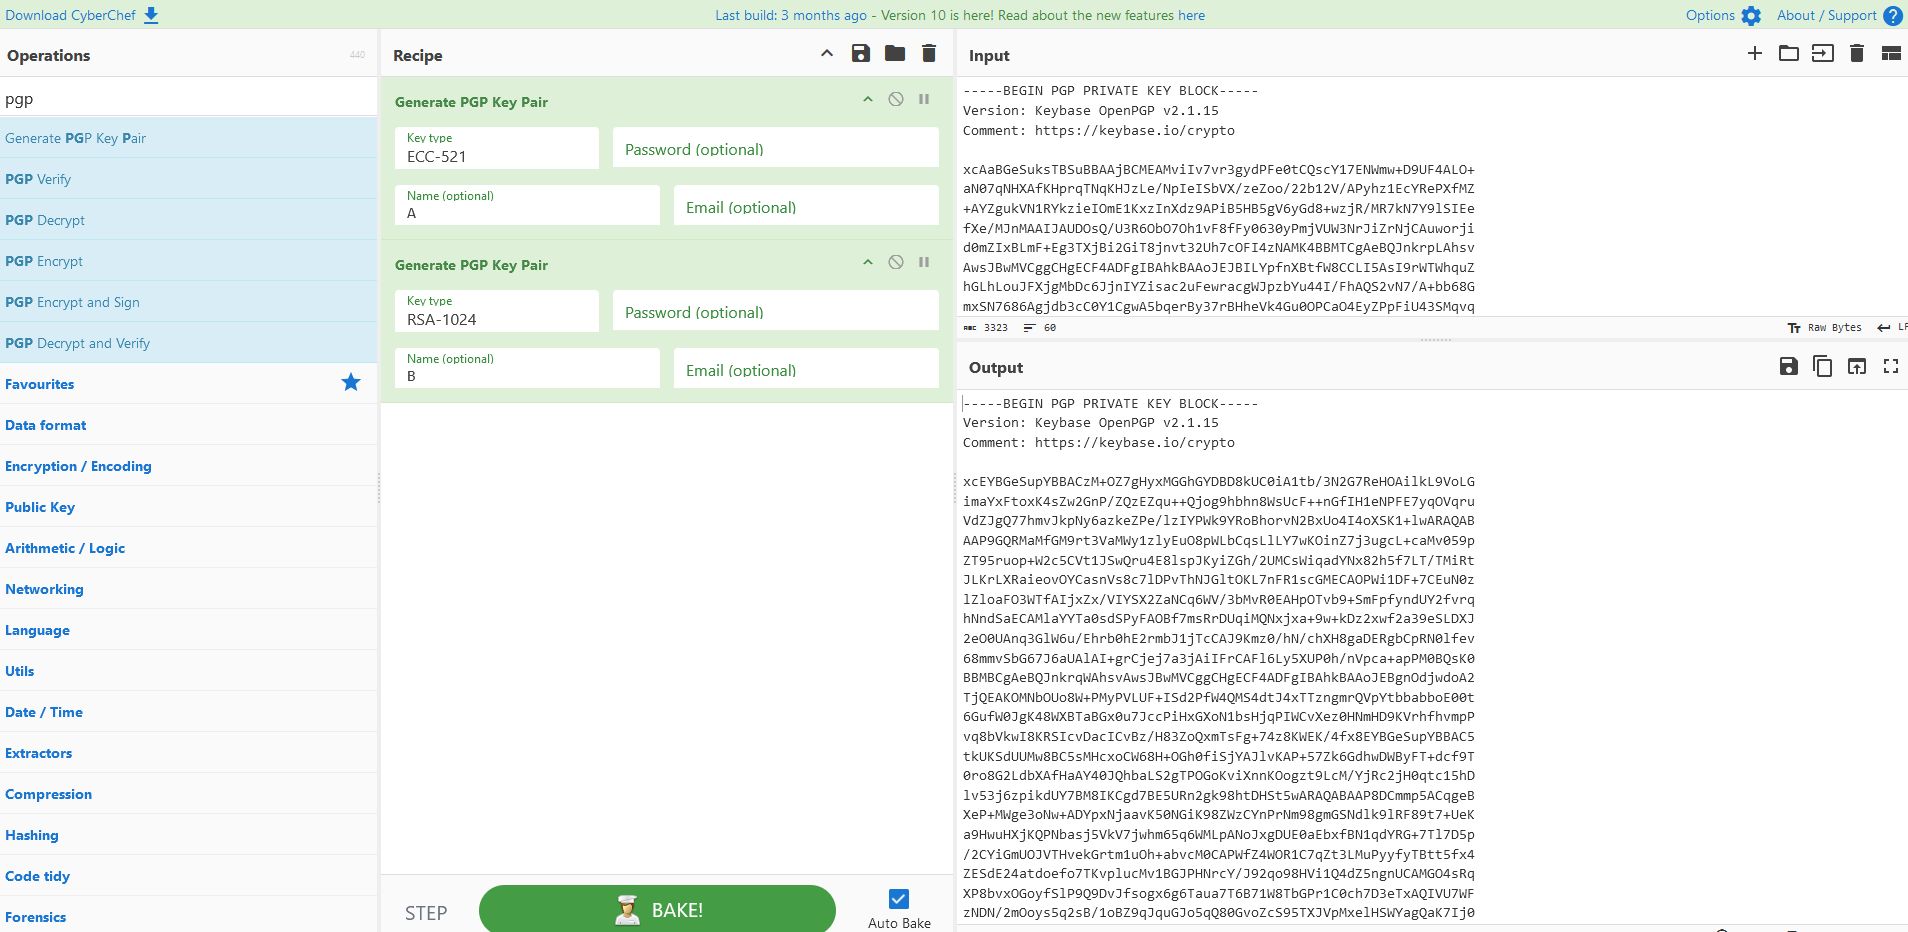 Download CyberChef
Last build: 3 months ago - Version 10 is here! Read about the new features here
Options
About / Support
Operations
440
pgp
Generate PGP Key Pair
PGP Verify
PGP Decrypt
PGP Encrypt
PGP Encrypt and Sign
PGP Decrypt and Verify
Favourites
Data format
Encryption / Encoding
Public Key
Arithmetic / Logic
Networking
Language
Utils
Date / Time
Extractors
Compression
Hashing
Code tidy
Forensics
Recipe
Generate PGP Key Pair
Key type
ECC-521
Password (optional)
Name (optional)
A
Email (optional)
Generate PGP Key Pair
Key type
RSA-1024
Password (optional)
Name (optional)
B
Email (optional)
STEP
BAKE!
Auto Bake
Input
-----BEGIN PGP PRIVATE KEY BLOCK-----
Version: Keybase OpenPGP v2.1.15
Comment: https://keybase.io/crypto
xcAaBGeSuksTBSuBBAAjBCMEAMviIv7vr3gydPFe0tCQscY17ENWmw+D9UF4ALO+
aN07qNHXAfKHprqTNqKHJzLe/NpIeISbVX/zeZoo/22b12V/APyhz1EcYRePXfMZ
+AYZgukVN1RYkzieIOmE1KxzInXdz9APiB5HB5gV6yGd8+wzjR/MR7kN7Y9lSIEe
fXe/MJnMAAIJAUDOsQ/U3R6ObO7Oh1vF8fFy0630yPmjVUW3NrJiZrNjCAuworji
d0mZIxBLmF+Eg3TXjBi2GiT8jnvt32Uh7cOFI4zNAMK4BBMTCgAeBQJnkrpLAhsv
AwsJBwMVCggCHgECF4ADFgIBAhkBAAoJEJBILYpfnXBtfW8CCLI5AsI9rWTWhquZ
hGLhLouJFXjgMbDc6JjnIYZisac2uFewracgWJpzbYu44I/FhAQS2vN7/A+bb68G
mxSN7686Agjdb3cC0Y1CgwA5bqerBy37rBHheVk4Gu0OPCaO4EyZPpFiU43SMqvq
3323
60
Raw Bytes
Output
-----BEGIN PGP PRIVATE KEY BLOCK-----
Version: Keybase OpenPGP v2.1.15
Comment: https://keybase.io/crypto
xcEYBGeSupYBBACzM+OZ7gHyxMGGhGYDBD8kUC0iA1tb/3N2G7ReHOAilkL9VoLG
imaYxFtoxK4sZw2GnP/ZQzEZqu++Qjog9hbhn8WsUcF++nGfIH1eNPFE7yqOVqru
VdZJgQ77hmvJkpNy6azkeZPe/lzIYPWk9YRoBhorvN2BxUo4I4oXSK1+lwARAQAB
AAP9GQRMaMfGM9rt3VaMWy1zlyEuO8pWLbCqsLlLY7wKOinZ7j3ugcL+caMv059p
ZT95ruop+W2c5CVt1JSwQru4E8lspJKyiZGh/2UMCsWiqadYNx82h5f7LT/TMiRt
JLKrLXRaieovOYCasnVs8c7lDPvThNJGltOKL7nFR1scGMECAOPWi1DF+7CEuN0z
lZloaFO3WTfAIjxZx/VIYSX2ZaNCq6WV/3bMvR0EAHpOTvb9+SmFpfyndUY2fvrq
hNndSaECAMlaYYTa0sdSPyFAOBf7msRrDUqiMQNxjxa+9w+kDz2xwf2a39eSLDXJ
2eO0UAnq3GlW6u/Ehrb0hE2rmbJ1jTcCAJ9Kmz0/hN/chXH8gaDERgbCpRN0lfev
68mmvSbG67J6aUAlAI+grCjej7a3jAiIFrCAFl6Ly5XUP0h/nVpca+apPM0BQsK0
BBMBCgAeBQJnkrqWAhsvAwsJBwMVCggCHgECF4ADFgIBAhkBAAoJEBgnOdjwdoA2
TjQEAKOMNbOUo8W+PMyPVLUF+ISd2PfW4QMS4dtJ4xTTzngmrQVpYtbbabboE00t
6GufW0JgK48WXBTaBGx0u7JccPiHxGXoN1bsHjqPIWCvXez0HNmHD9KVrhfhvmpP
vq8bVkwI8KRSIcvDacICvBz/H83ZoQxmTsFg+74z8KWEK/4fx8EYBGeSupYBBAC5
tkUKSdUUMw8BC5sMHcxoCW68H+OGh0fiSjYAJlvKAP+57Zk6GdhwDWByFT+dcf9T
0ro8G2LdbXAfHaAY40JQhbaLS2gTPOGoKviXnnKOogzt9LcM/YjRc2jH0qtc15hD
lv53j6zpikdUY7BM8IKCgd7BE5URn2gk98htDHSt5wARAQABAAP8DCmmp5ACqgeB
XeP+MWge3oNw+ADYpxNjaavK50NGiK98ZWzCYnPrNm98gmGSNdlk9lRF89t7+UeK
a9HwuHXjKQPNbasj5VkV7jwhm65q6WMLpANoJxgDUE0aEbxfBN1qdYRG+7Tl7D5p
/2CYiGmUOJVTHvekGrtm1uOh+abvcM0CAPWfZ4WOR1C7qZt3LMuPyyfyTBtt5fx4
ZESdE24atdoefo7TKvplucMv1BGJPHNrcY/J92qo98HVi1Q4dZ5ngnUCAMGO4sRq
XP8bvxOGoyfSlP9Q9DvJfsogx6g6Taua7T6B71W8TbGPr1C0ch7D3eTxAQIVU7WF
zNDN/2mOoys5q2sB/1oBZ9qJquGJo5qQ80GvoZcS95TXJVpMxelHSWYagQaK7Ij0